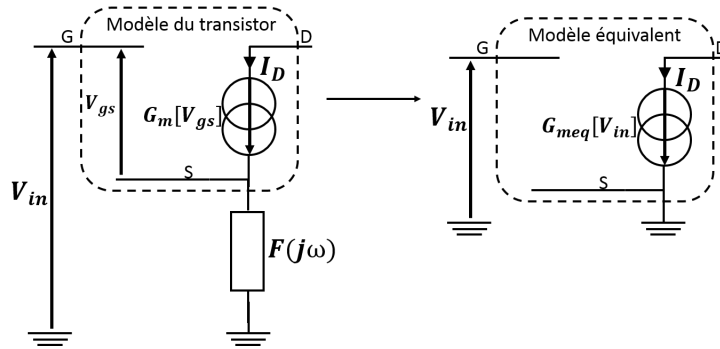 Modèle du transistor
G
D
I_D
V_gs
G_m[V_gs]
S
V_in
F(jω)
Modèle équivalent
G
D
I_D
V_in
G_meq[V_in]
S